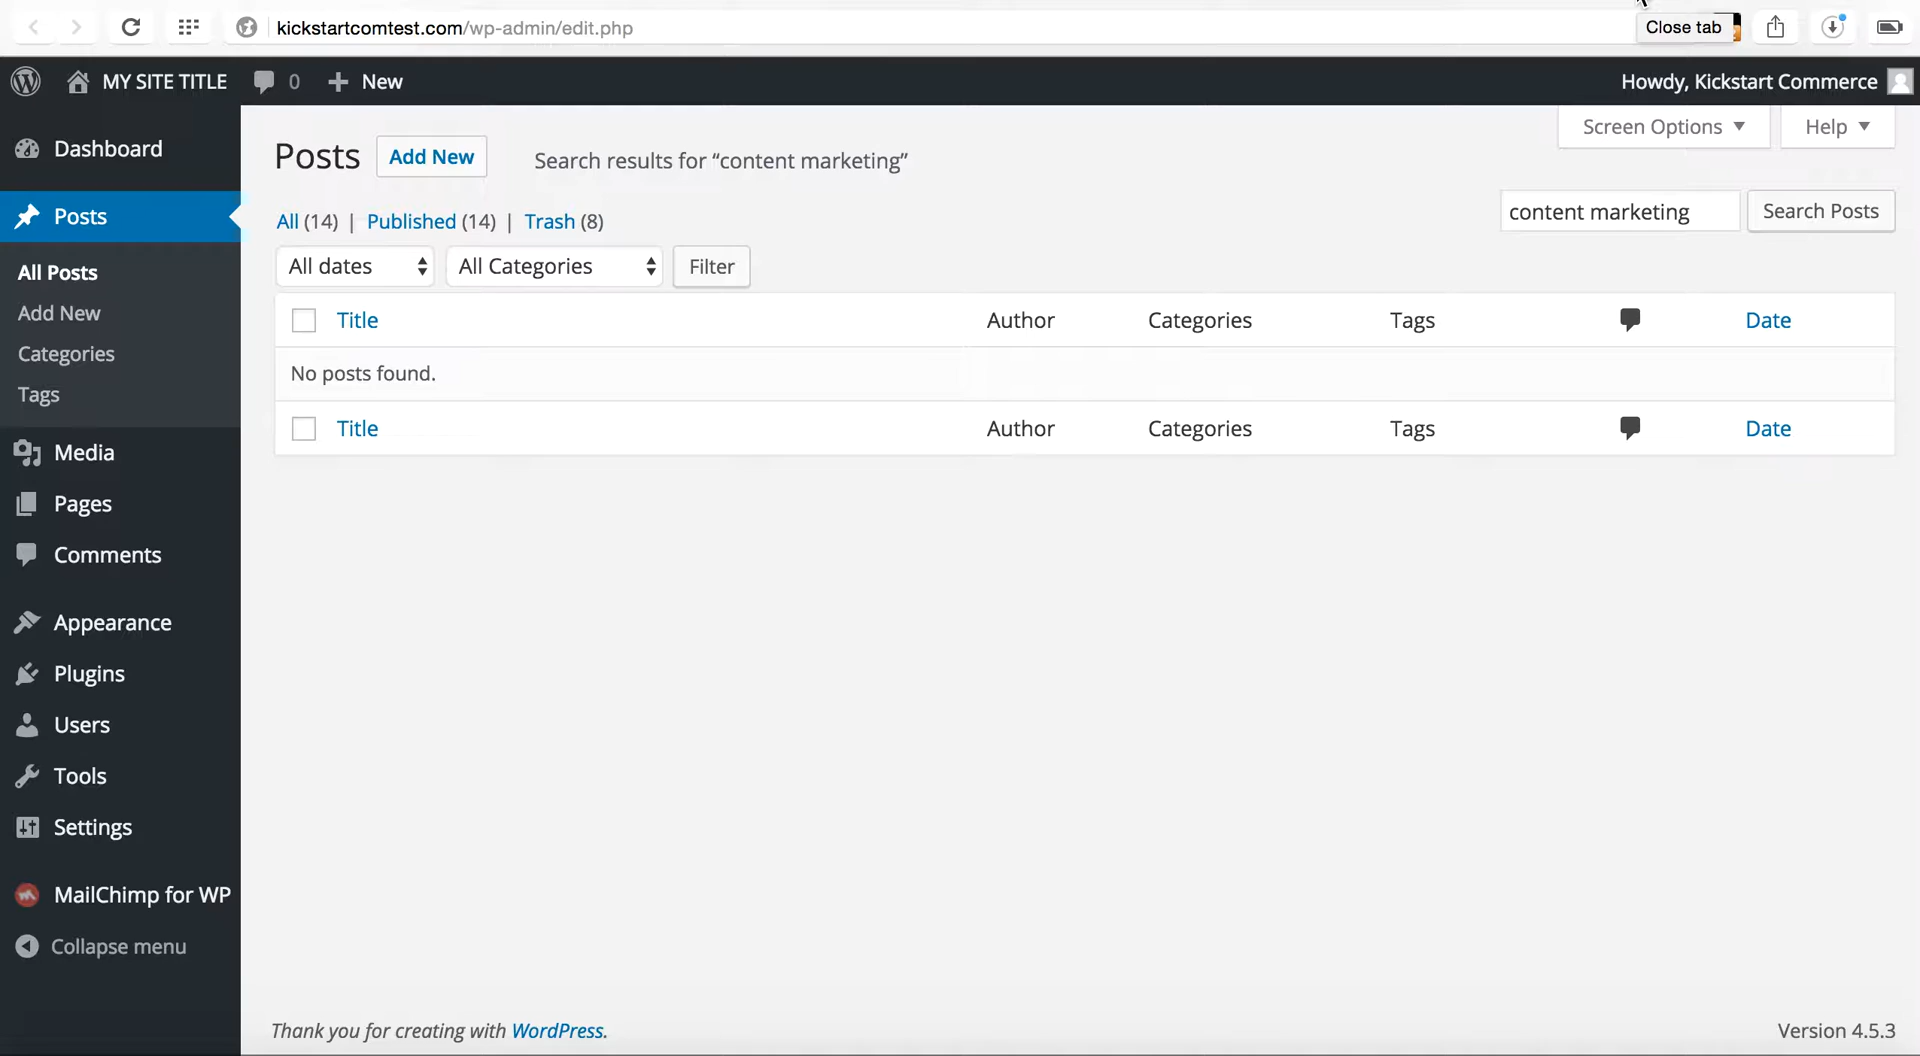 kickstartcomtest.com/wp-admin/edit.php
Close tab
MY SITE TITLE
0
New
Howdy, Kickstart Commerce
Dashboard
Posts
All Posts
Add New
Categories
Tags
Media
Pages
Comments
Appearance
Plugins
Users
Tools
Settings
MailChimp for WP
Collapse menu
Screen Options
Help
Posts Add New Search results for “content marketing”
All (14) | Published (14) | Trash (8)
content marketing Search Posts
All dates All Categories Filter
Title Author Categories Tags Date
No posts found.
Title Author Categories Tags Date
Thank you for creating with WordPress.
Version 4.5.3